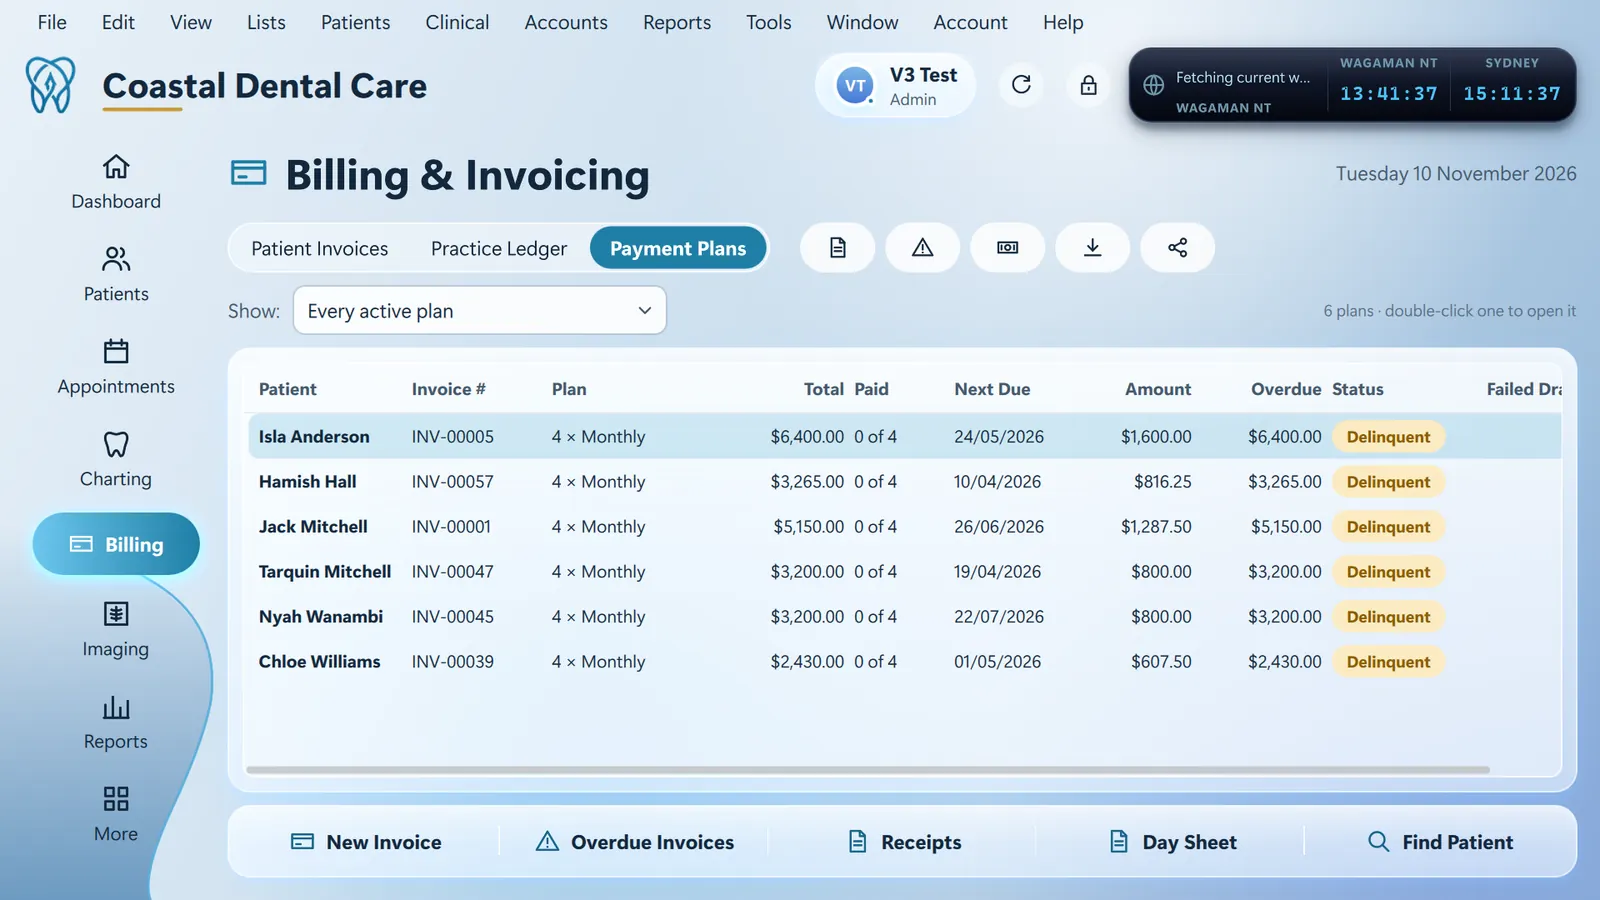 File Edit View Lists Patients Clinical Accounts Reports Tools Window Account Help
Coastal Dental Care
VT
V3 Test
Admin
Fetching current w...
WAGAMAN NT
WAGAMAN NT
13:41:37
SYDNEY
15:11:37
Dashboard
Patients
Appointments
Charting
Billing
Imaging
Reports
More
Billing & Invoicing
Tuesday 10 November 2026
Patient Invoices Practice Ledger Payment Plans
Show: Every active plan
6 plans · double-click one to open it
Patient Invoice # Plan Total Paid Next Due Amount Overdue Status Failed Dra
Isla Anderson INV-00005 4 × Monthly $6,400.00 0 of 4 24/05/2026 $1,600.00 $6,400.00 Delinquent
Hamish Hall INV-00057 4 × Monthly $3,265.00 0 of 4 10/04/2026 $816.25 $3,265.00 Delinquent
Jack Mitchell INV-00001 4 × Monthly $5,150.00 0 of 4 26/06/2026 $1,287.50 $5,150.00 Delinquent
Tarquin Mitchell INV-00047 4 × Monthly $3,200.00 0 of 4 19/04/2026 $800.00 $3,200.00 Delinquent
Nyah Wanambi INV-00045 4 × Monthly $3,200.00 0 of 4 22/07/2026 $800.00 $3,200.00 Delinquent
Chloe Williams INV-00039 4 × Monthly $2,430.00 0 of 4 01/05/2026 $607.50 $2,430.00 Delinquent
New Invoice Overdue Invoices Receipts Day Sheet Find Patient